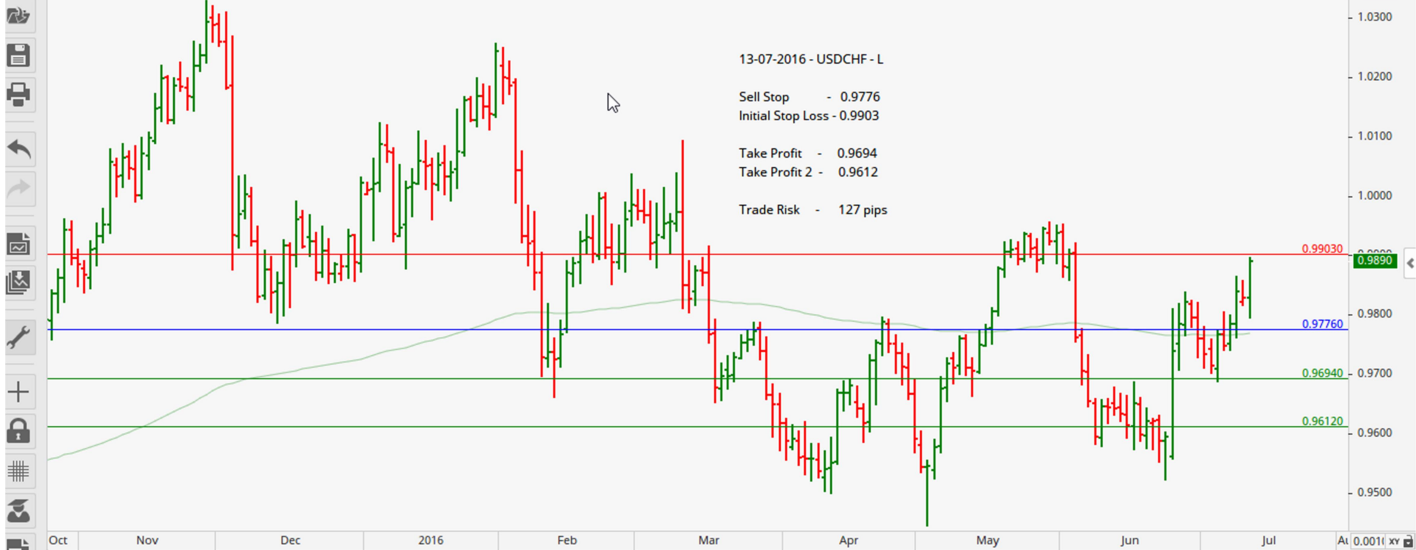 1.0300
13-07-2016 - USDCHF - L
1.0200
Sell Stop - 0.9776
Initial Stop Loss - 0.9903
1.0100
Take Profit - 0.9694
Take Profit 2 - 0.9612
1.0000
Trade Risk - 127 pips
0.99030
0.9890
0.9800
0.97760
0.9700
0.96940
0.96120
0.9600
0.9500
Oct Nov Dec 2016 Feb Mar Apr May Jun Jul XY